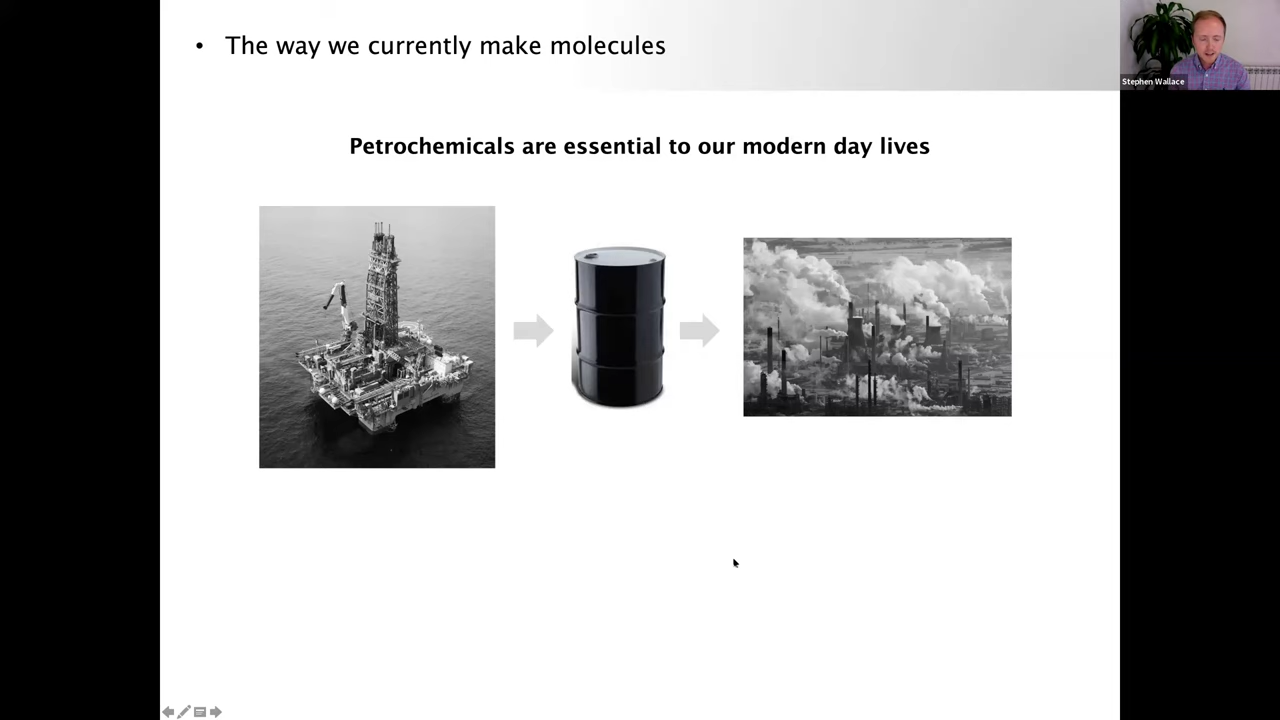 • The way we currently make molecules
Stephen Wallace
Petrochemicals are essential to our modern day lives